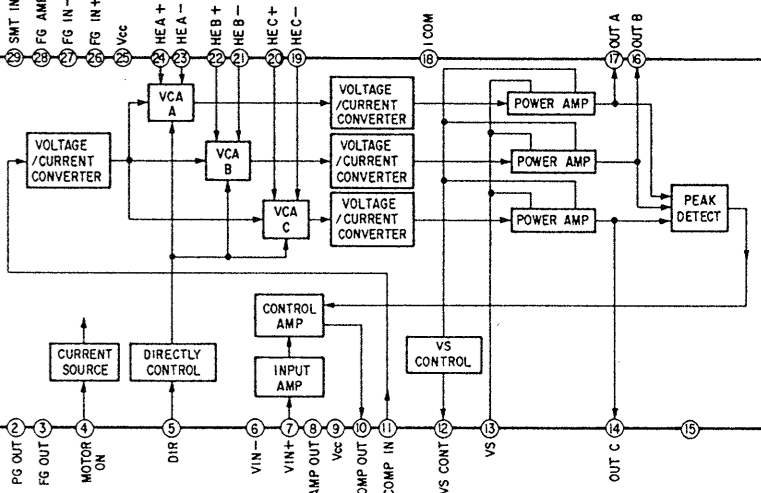 SMT IN
FG AMP
FG IN-
FG IN+
Vcc
HEA+
HEA-
HEB+
HEB-
HEC+
HEC-
I COM
OUT A
OUT B
29
28
27
26
25
24
23
22
21
20
19
18
17
16
VCA
A
VOLTAGE
/CURRENT
CONVERTER
POWER AMP
VOLTAGE
/CURRENT
CONVERTER
VCA
B
VOLTAGE
/CURRENT
CONVERTER
POWER AMP
VCA
C
VOLTAGE
/CURRENT
CONVERTER
POWER AMP
PEAK
DETECT
CONTROL
AMP
CURRENT
SOURCE
DIRECTLY
CONTROL
INPUT
AMP
VS
CONTROL
2
3
4
5
6
7
8
9
10
11
12
13
14
15
PG OUT
FG OUT
MOTOR
ON
DIR
VIN-
VIN+
AMP OUT
Vcc
OMP OUT
COMP IN
VS CONT
VS
OUT C